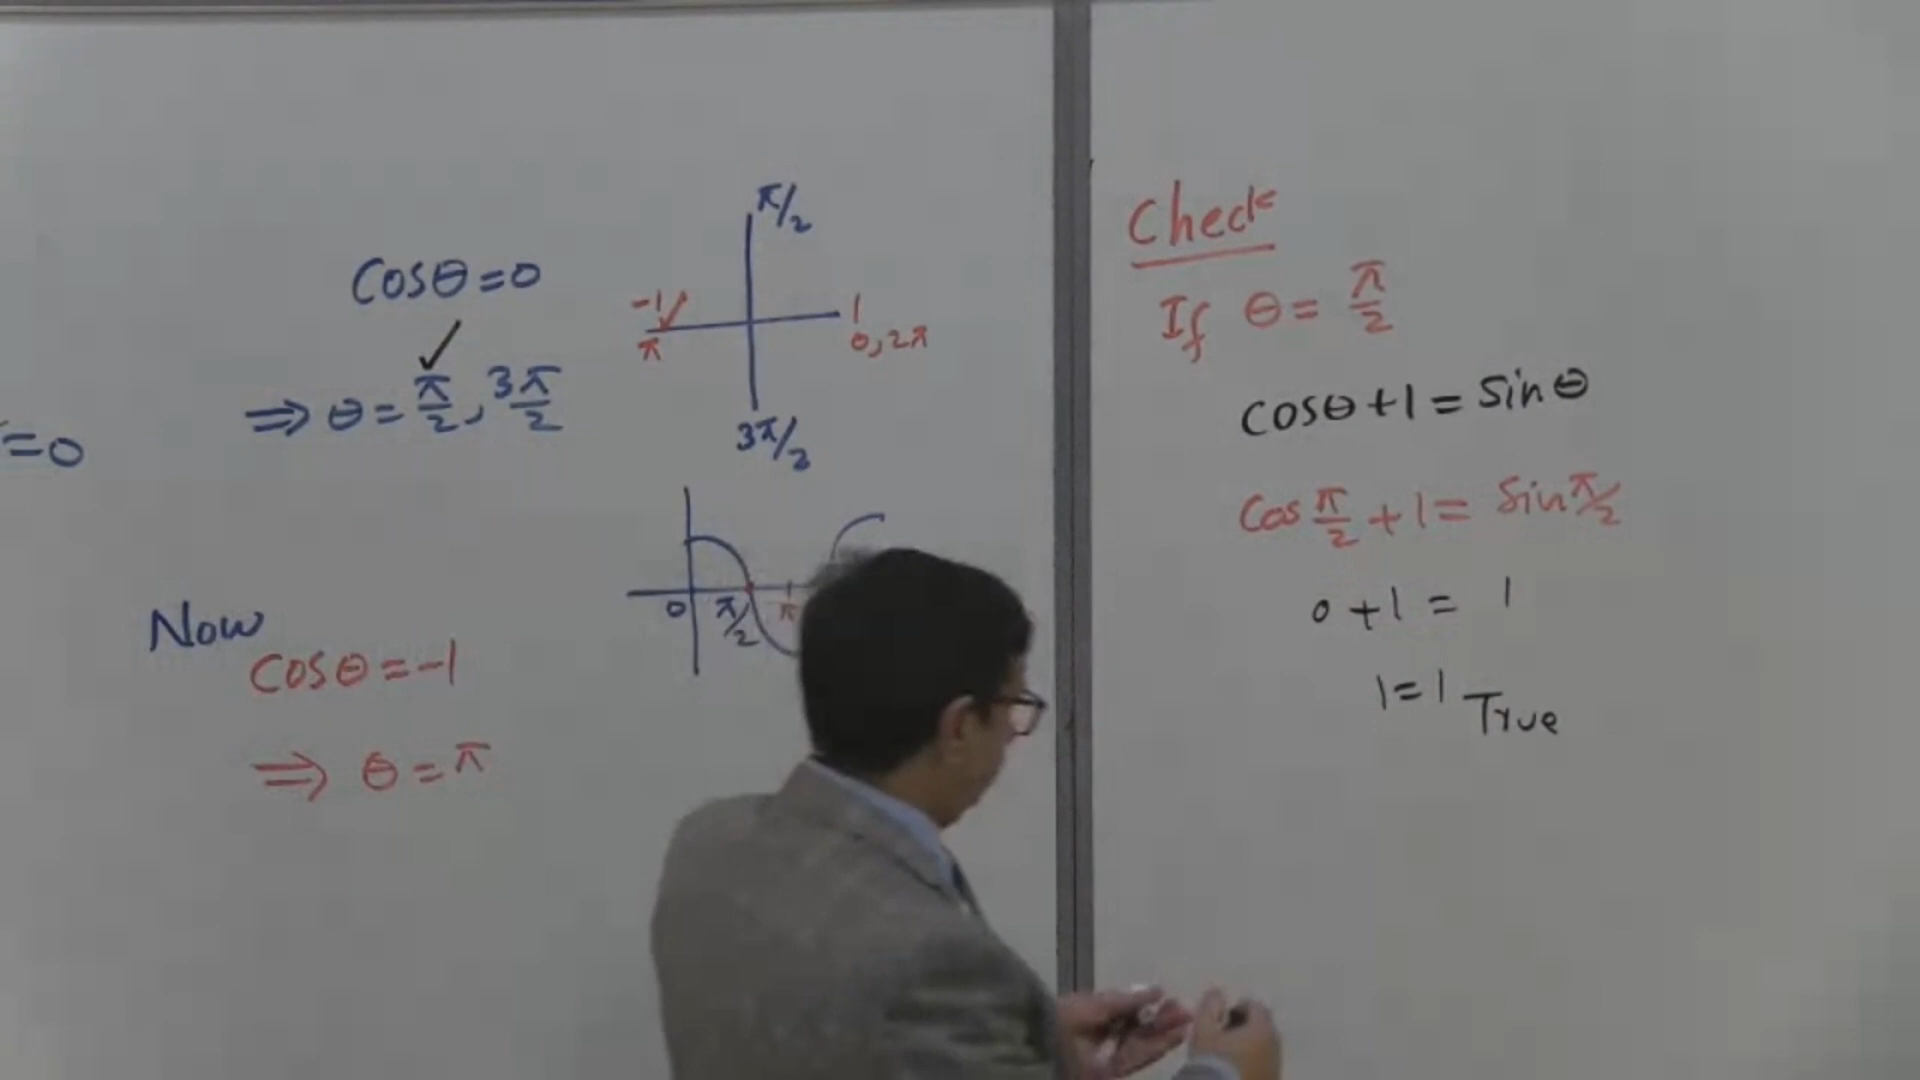 =0
Cosθ=0
✓
⇒ θ = π/2, 3π/2
Now
Cosθ=-1
⇒ θ = π
π/2
-1✓
π
1
0, 2π
3π/2
0
π/2
π
Check
If θ = π/2
Cosθ+1 = Sinθ
Cos π/2 + 1 = Sin π/2
0 + 1 = 1
1=1 True